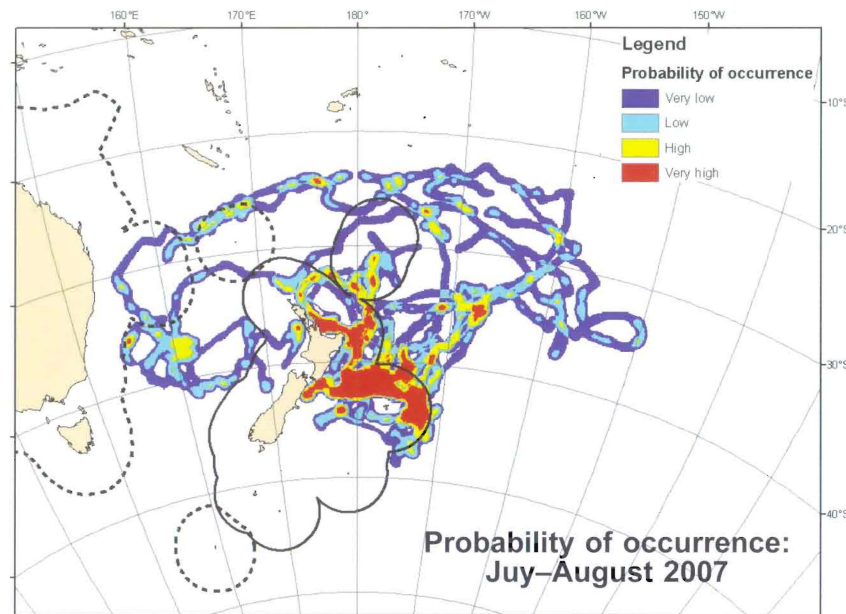 160°E 170°E 180° 170°W 160°W 150°W
Legend
Probability of occurrence
Very low
Low
High
Very high
10°S
20°S
30°S
40°S
Probability of occurrence:
Juy–August 2007